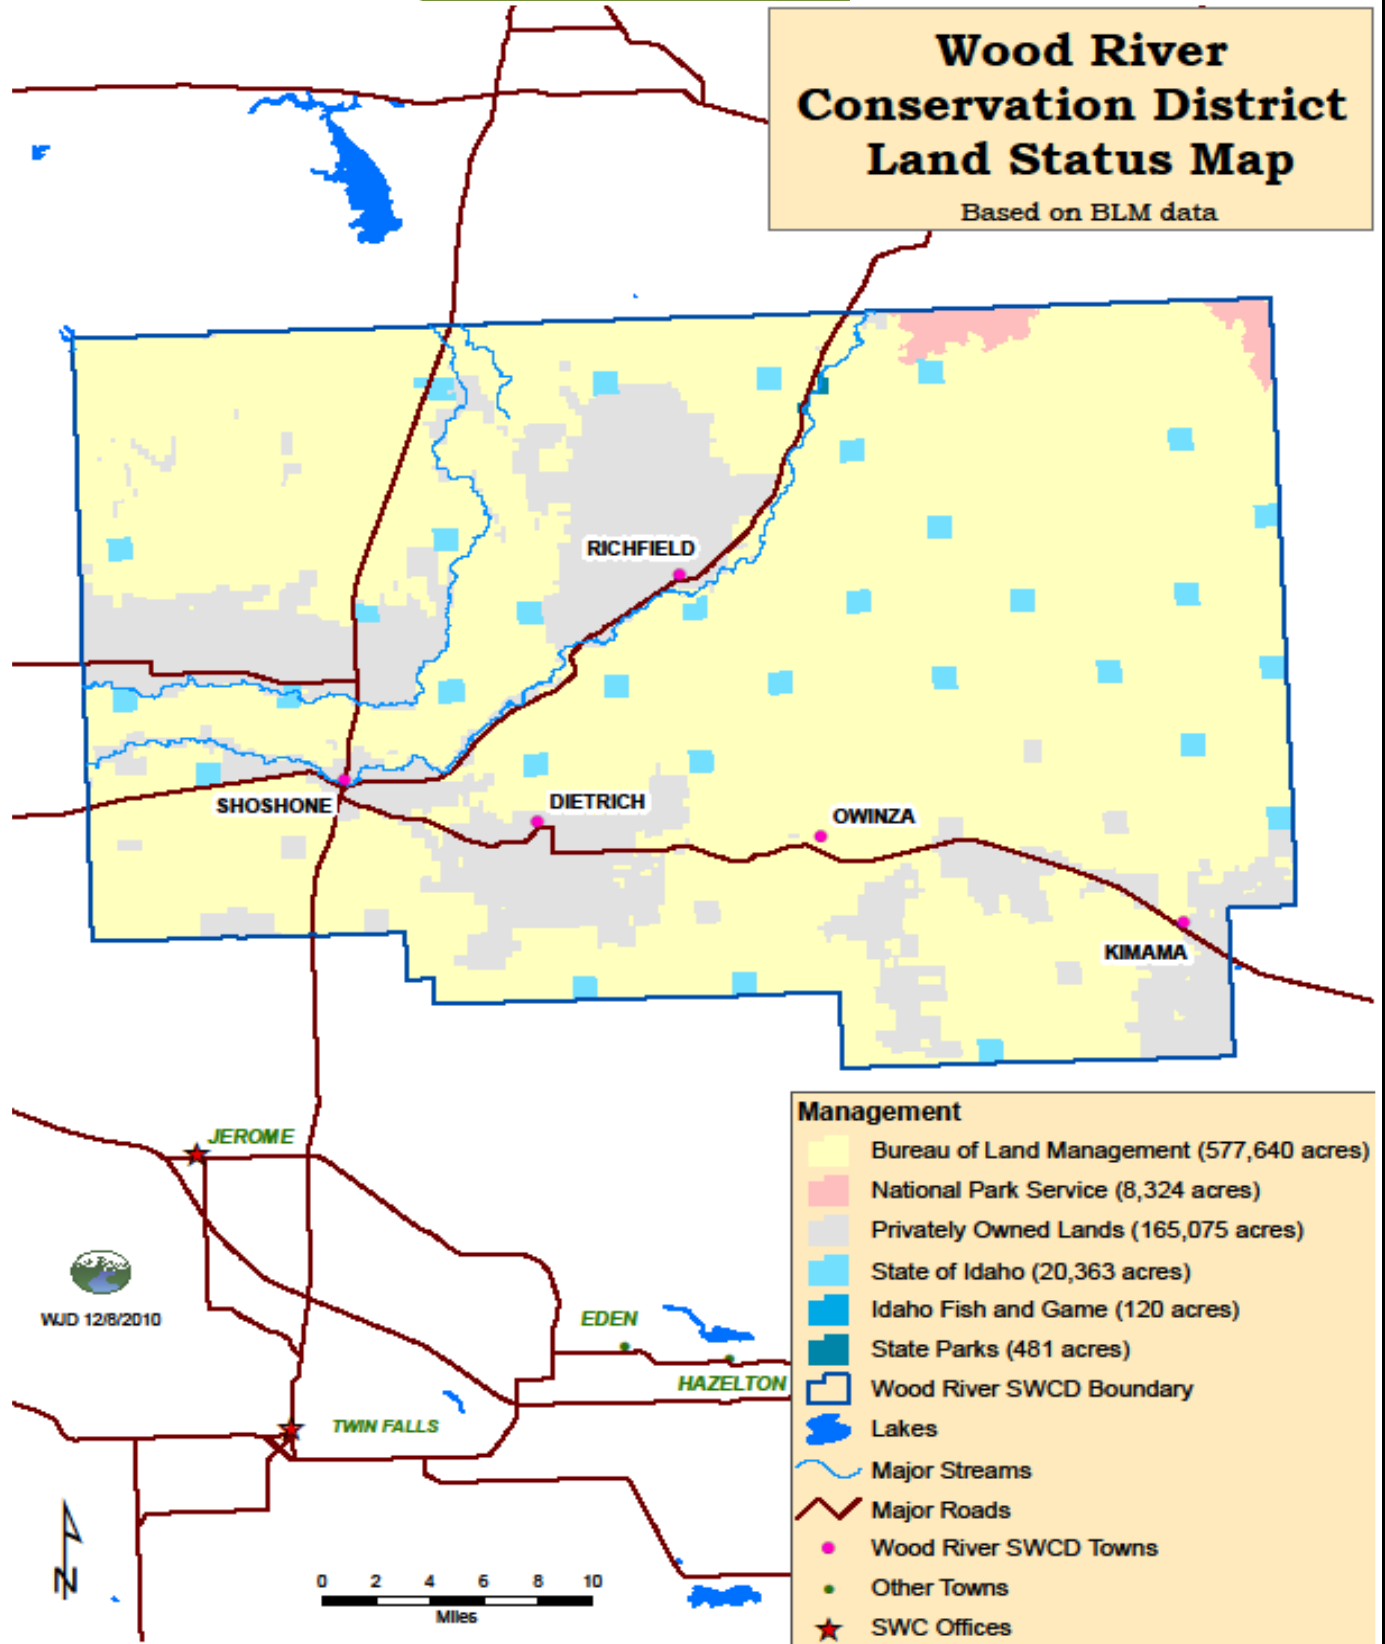 Wood River
Conservation District
Land Status Map
Based on BLM data
RICHFIELD
SHOSHONE
DIETRICH
OWINZA
KIMAMA
JEROME
EDEN
HAZELTON
TWIN FALLS
WJD 12/8/2010
N
0 2 4 6 8 10
Miles
Management
Bureau of Land Management (577,640 acres)
National Park Service (8,324 acres)
Privately Owned Lands (165,075 acres)
State of Idaho (20,363 acres)
Idaho Fish and Game (120 acres)
State Parks (481 acres)
Wood River SWCD Boundary
Lakes
Major Streams
Major Roads
Wood River SWCD Towns
Other Towns
SWC Offices